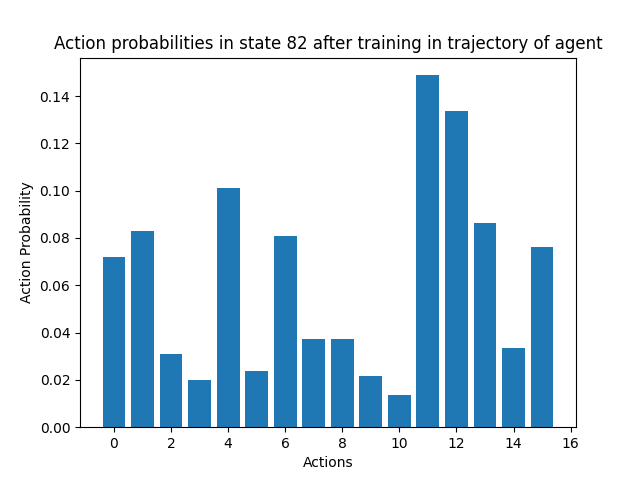 Action probabilities in state 82 after training in trajectory of agent
0.14
0.12
0.10
0.08
0.06
0.04
0.02
0.00
Action Probability
0 2 4 6 8 10 12 14 16
Actions